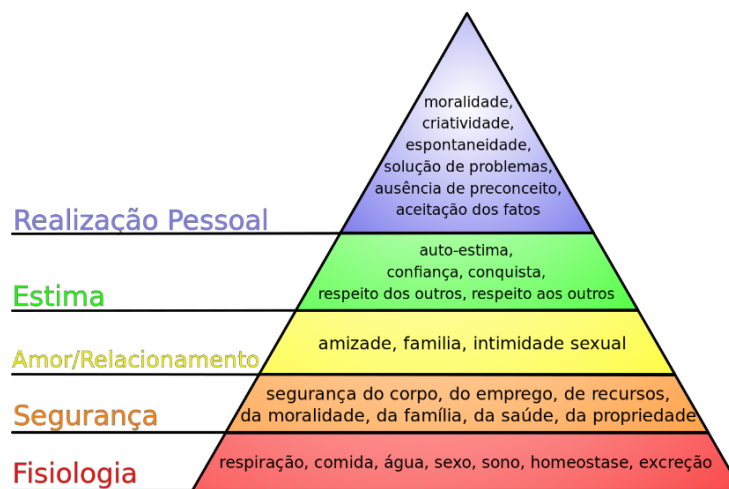 moralidade,
criatividade,
espontaneidade,
solução de problemas,
ausência de preconceito,
aceitação dos fatos
Realização Pessoal
auto-estima,
confiança, conquista,
respeito dos outros, respeito aos outros
Estima
amizade, familia, intimidade sexual
Amor/Relacionamento
segurança do corpo, do emprego, de recursos,
da moralidade, da família, da saúde, da propriedade
Segurança
respiração, comida, água, sexo, sono, homeostase, excreção
Fisiologia